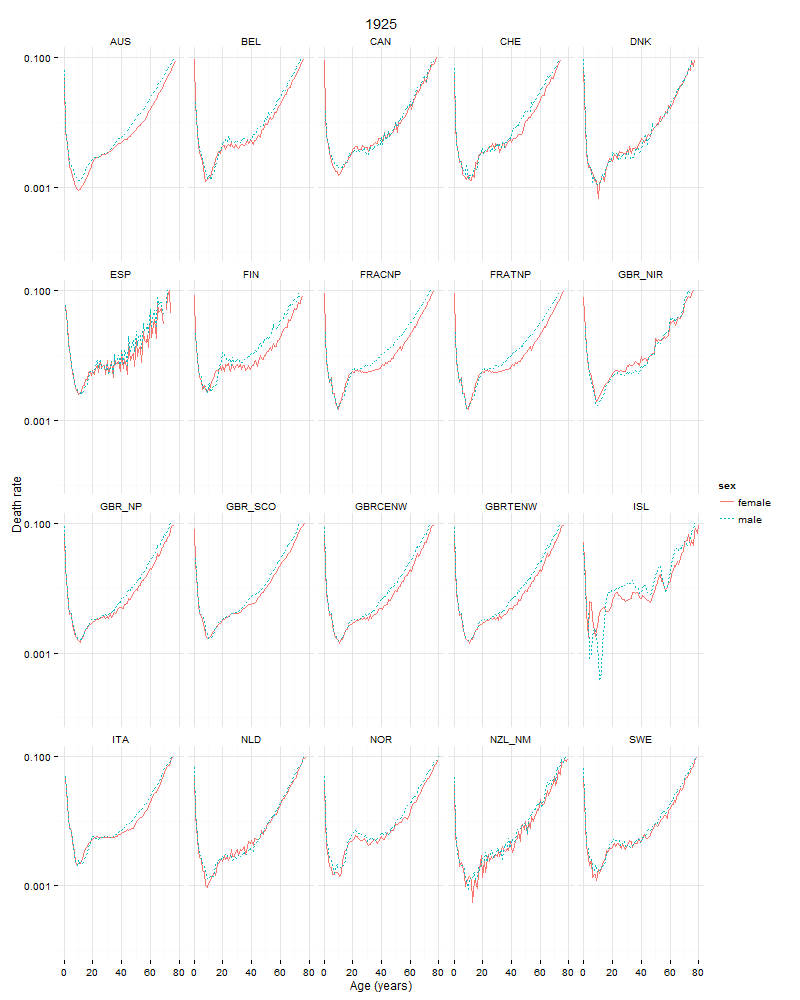 1925
AUS BEL CAN CHE DNK
0.100
0.001
ESP FIN FRACNP FRATNP GBR_NIR
0.100
0.001
Death rate
sex
female
male
GBR_NP GBR_SCO GBRCENW GBRTENW ISL
0.100
0.001
ITA NLD NOR NZL_NM SWE
0.100
0.001
0 20 40 60 80 0 20 40 60 80 0 20 40 60 80 0 20 40 60 80 0 20 40 60 80
Age (years)